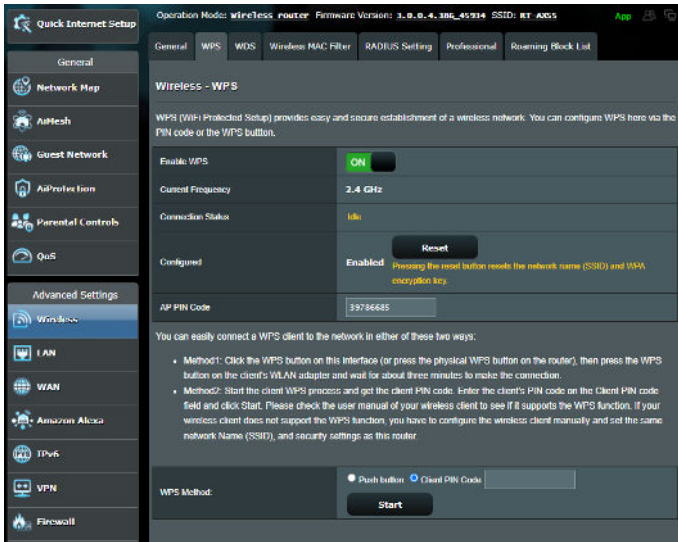 Quick Internet Setup
Operation Mode: Wireless router Firmware Version: 3.0.0.4.386_45934 SSID: RT-AX55 App
General WPS WDS Wireless MAC Filter RADIUS Setting Professional Roaming Block List
General
Network Map
AiMesh
Guest Network
AiProtection
Parental Controls
QoS
Advanced Settings
Wireless
LAN
WAN
Amazon Alexa
IPv6
VPN
Firewall
Wireless - WPS
WPS (WiFi Protected Setup) provides easy and secure establishment of a wireless network. You can configure WPS here via the
PIN code or the WPS button.
Enable WPS ON
Current Frequency 2.4 GHz
Connection Status Idle
Configured Enabled Reset
Pressing the reset button resets the network name (SSID) and WPA
encryption key.
AP PIN Code 39786685
You can easily connect a WPS client to the network in either of these two ways:
• Method1: Click the WPS button on this interface (or press the physical WPS button on the router), then press the WPS
button on the client's WLAN adapter and wait for about three minutes to make the connection.
• Method2: Start the client WPS process and get the client PIN code. Enter the client's PIN code on the Client PIN code
field and click Start. Please check the user manual of your wireless client to see if it supports the WPS function. If your
wireless client does not support the WPS function, you have to configure the wireless client manually and set the same
network Name (SSID), and security settings as this router.
WPS Method: Push button Client PIN Code
Start